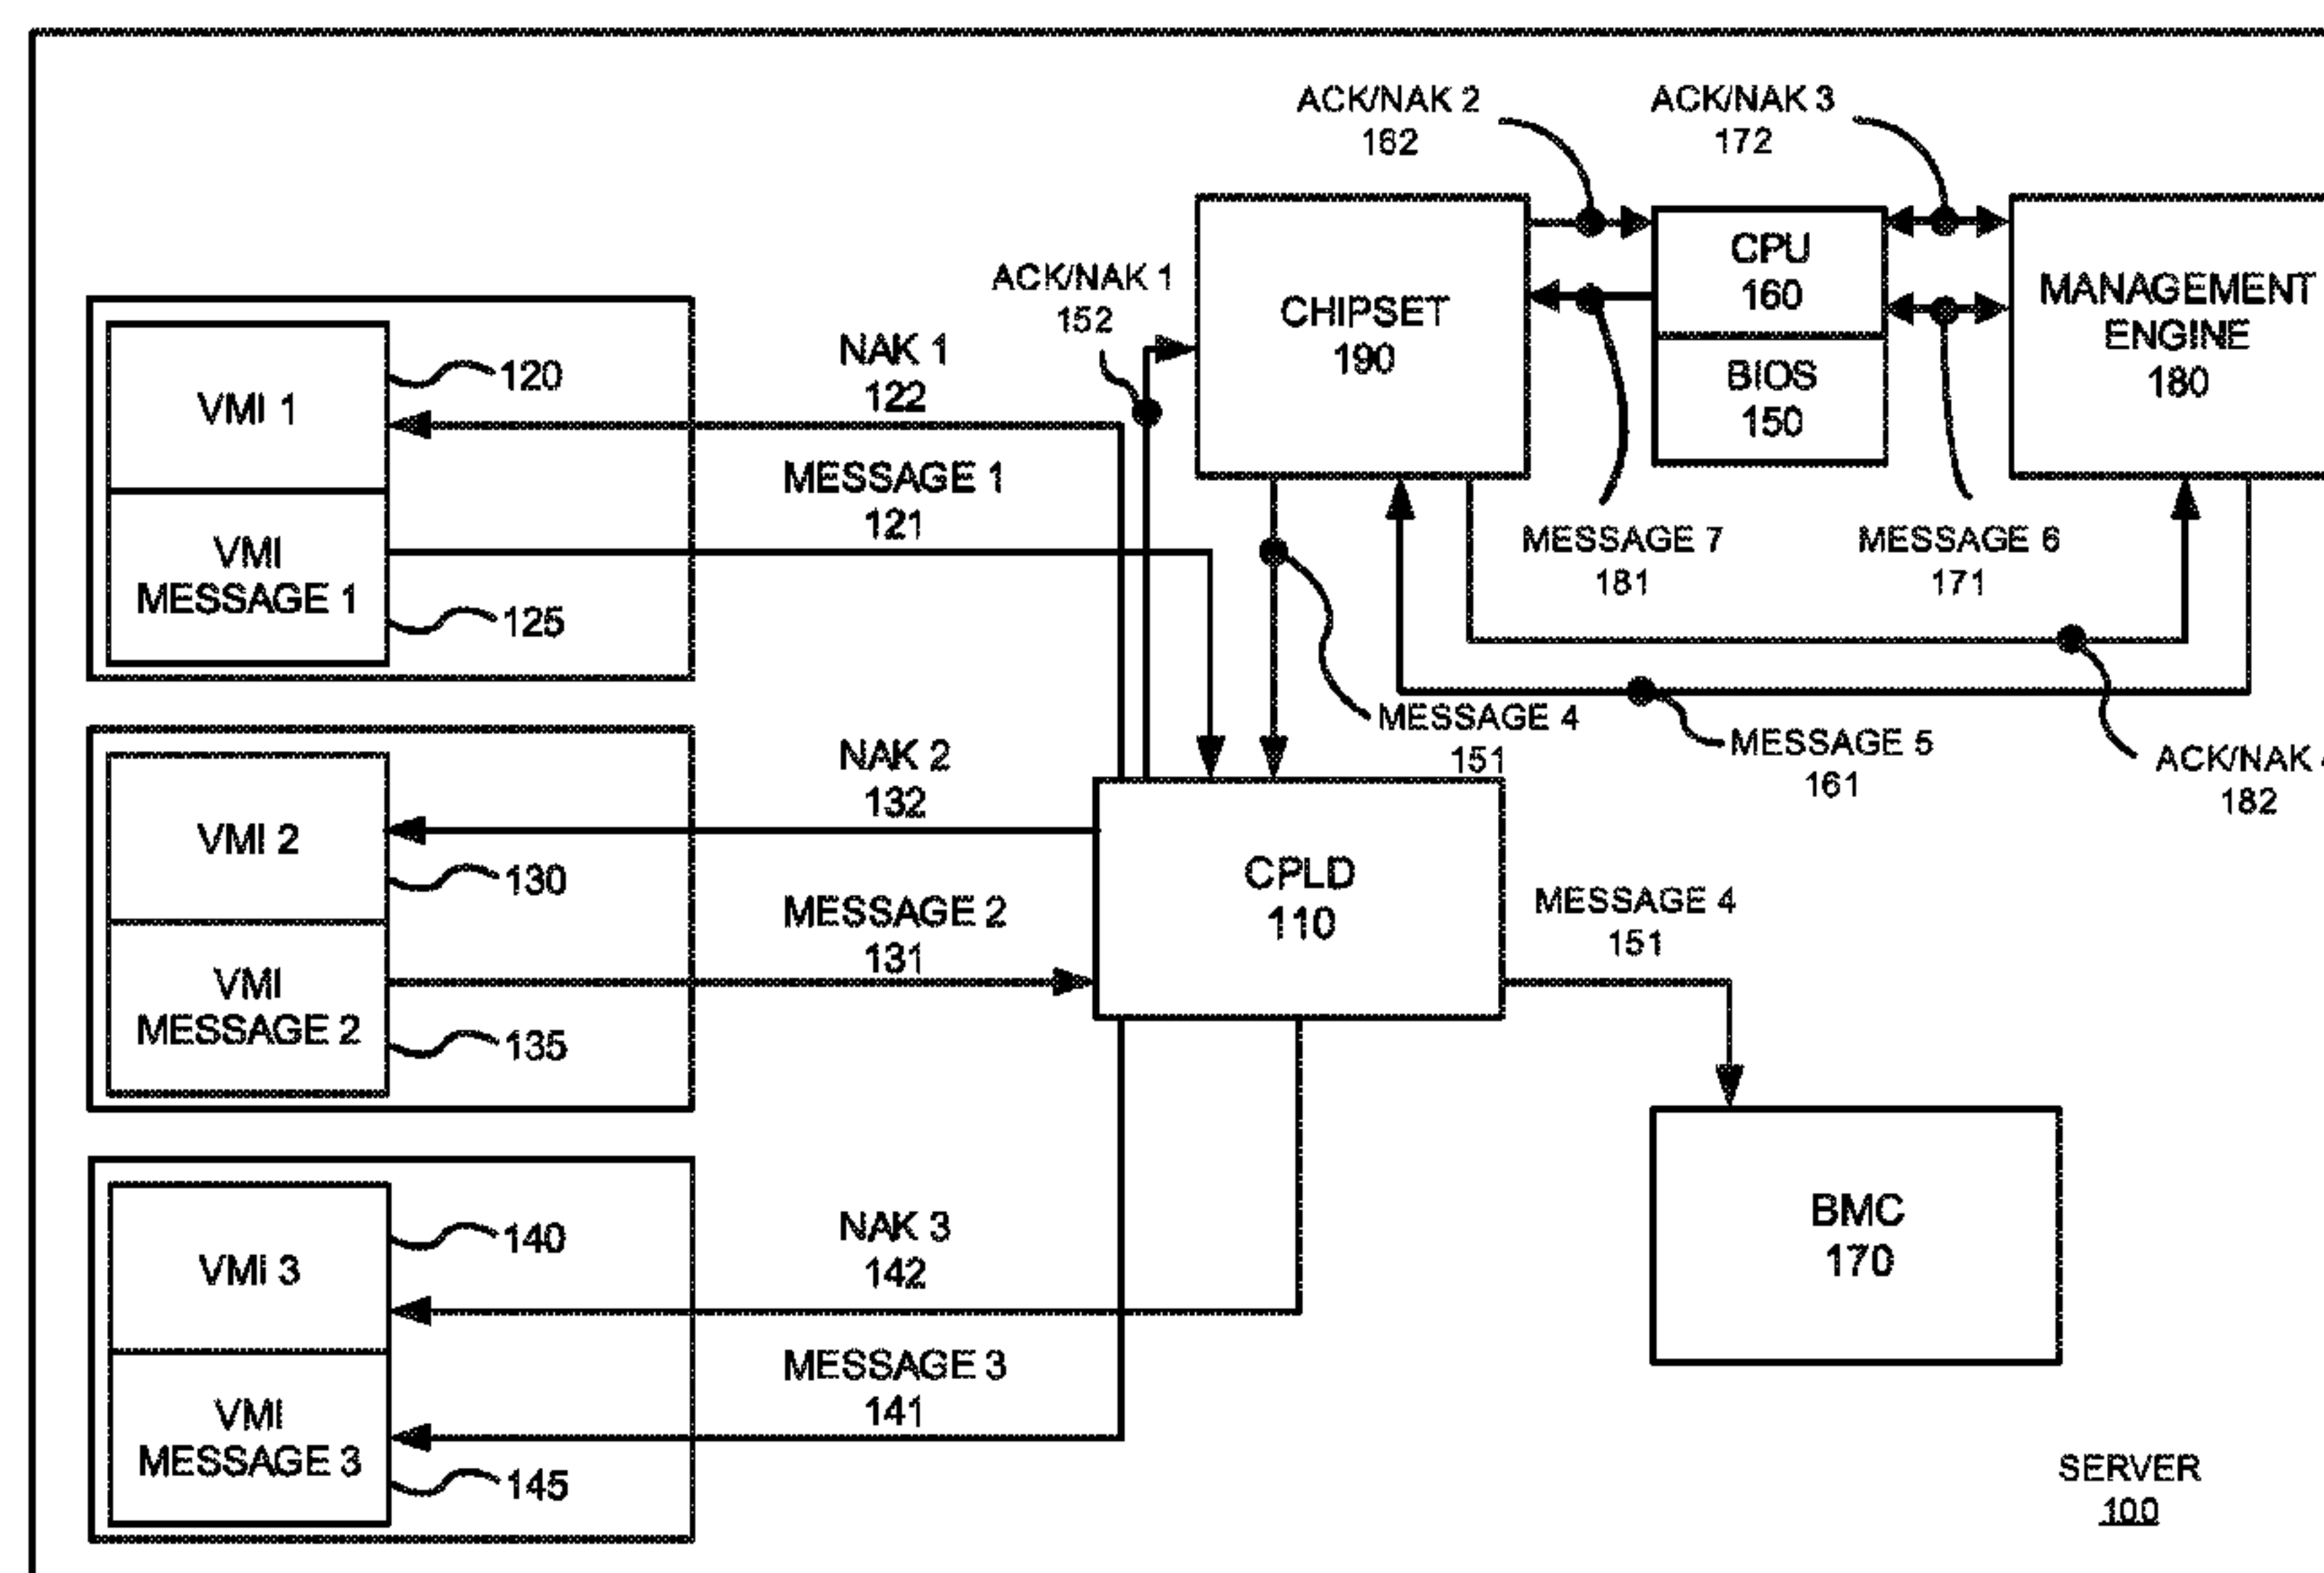 ACK/NAK 2
162
ACK/NAK 3
172
ACK/NAK 1
152
CHIPSET
190
CPU
160
BIOS
150
MANAGEMENT
ENGINE
180
VMI 1
120
VMI
MESSAGE 1
125
NAK 1
122
MESSAGE 1
121
MESSAGE 7
181
MESSAGE 6
171
MESSAGE 4
151
MESSAGE 5
161
ACK/NAK 4
182
VMI 2
130
VMI
MESSAGE 2
135
NAK 2
132
MESSAGE 2
131
CPLD
110
MESSAGE 4
151
VMI 3
140
VMI
MESSAGE 3
145
NAK 3
142
MESSAGE 3
141
BMC
170
SERVER
100